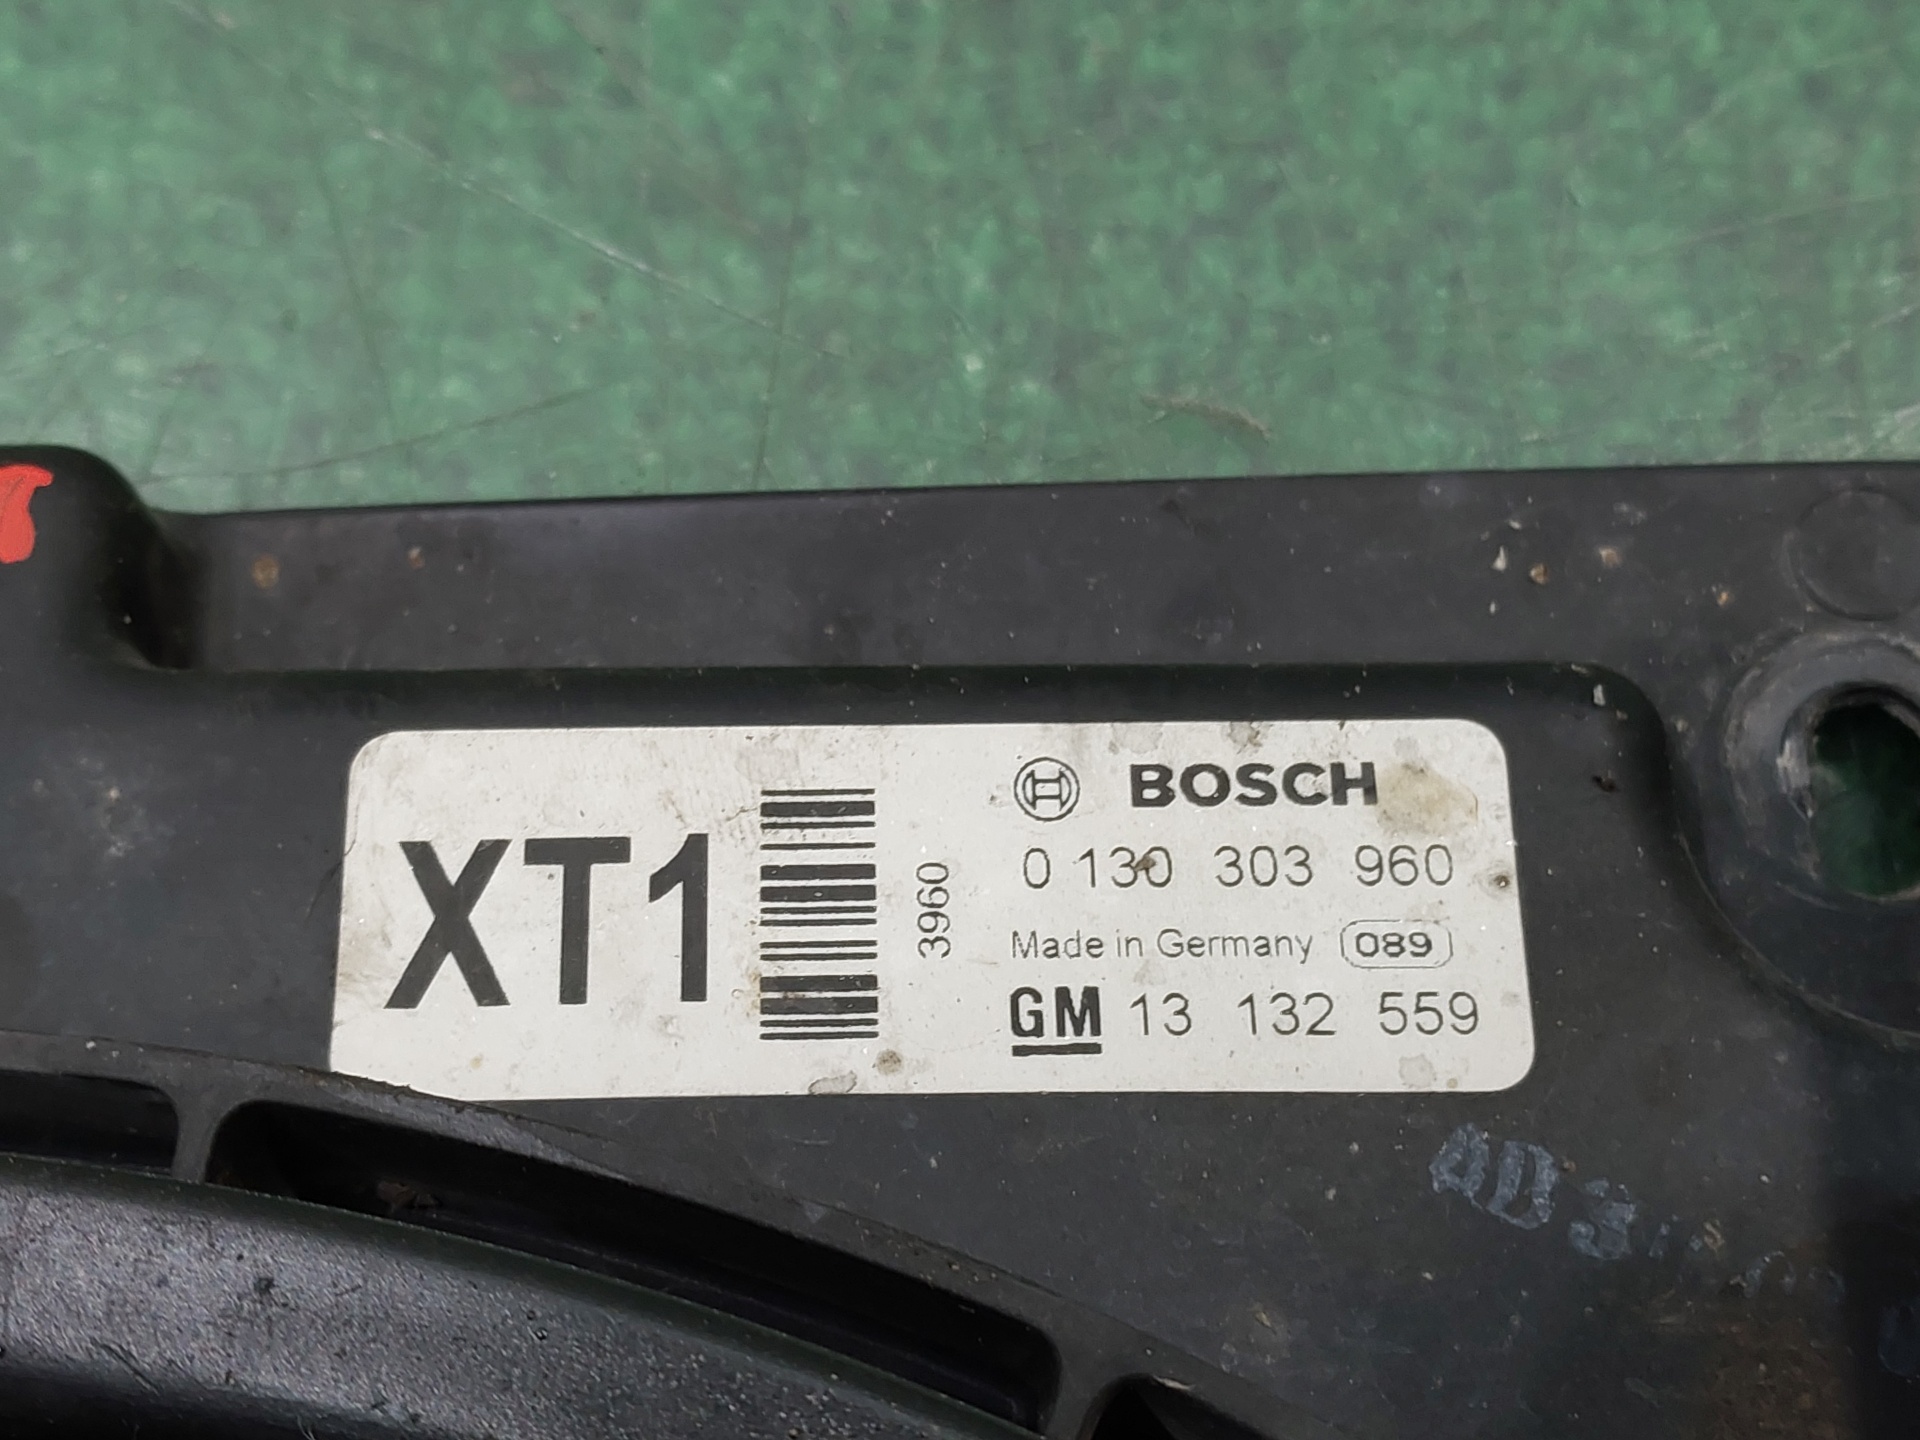 XT1
3960
BOSCH
0 130 303 960
Made in Germany 089
GM 13 132 559